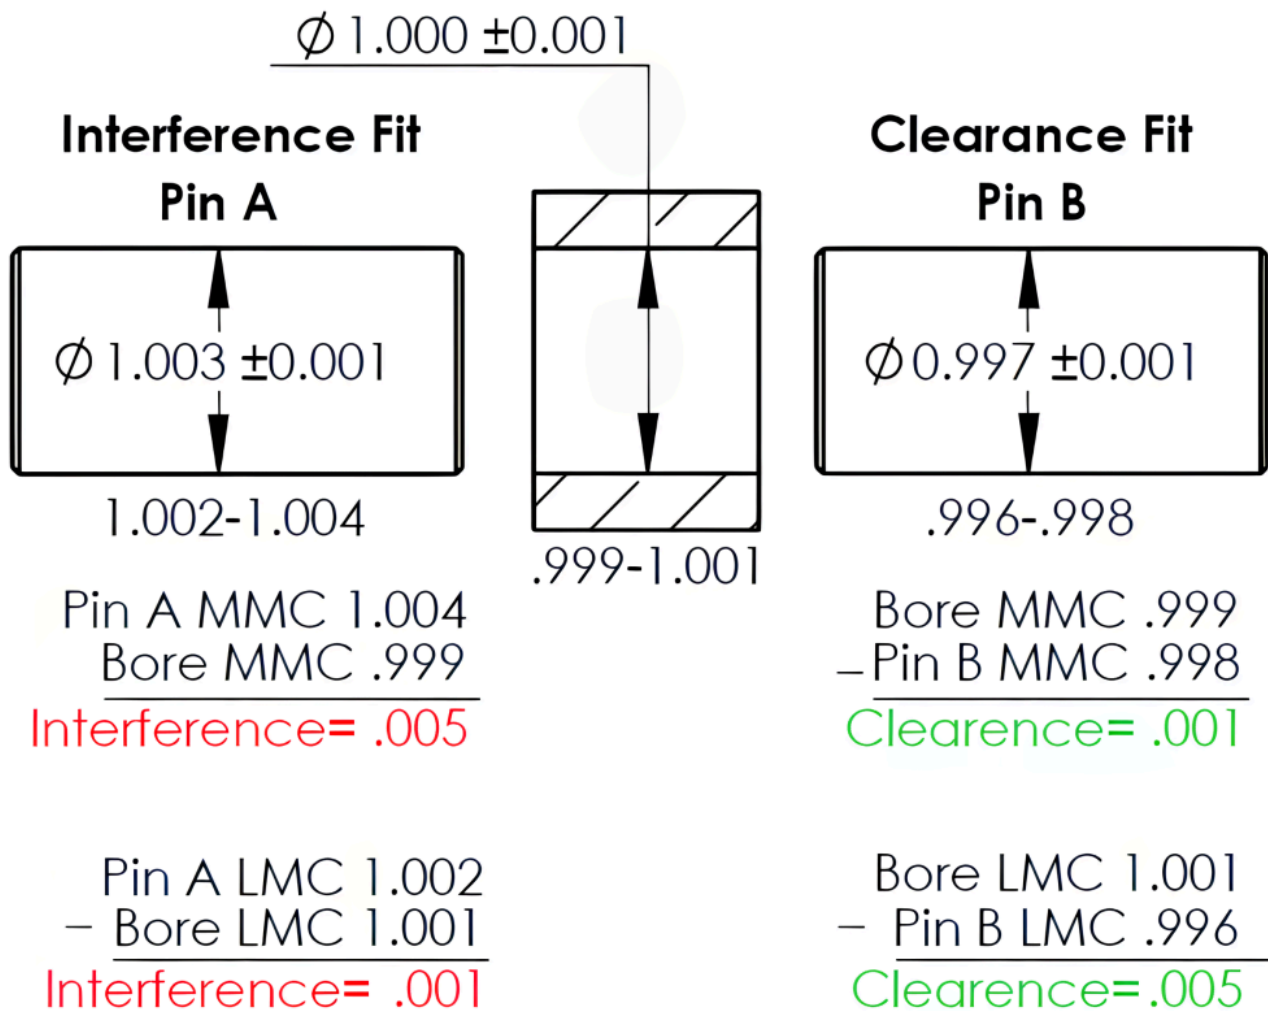 ⌀ 1.000 ±0.001
Interference Fit
Pin A
⌀ 1.003 ±0.001
1.002-1.004
Pin A MMC 1.004
Bore MMC .999
Interference= .005
Pin A LMC 1.002
– Bore LMC 1.001
Interference= .001
.999-1.001
Clearance Fit
Pin B
⌀ 0.997 ±0.001
.996-.998
Bore MMC .999
–Pin B MMC .998
Clearence= .001
Bore LMC 1.001
– Pin B LMC .996
Clearence=.005